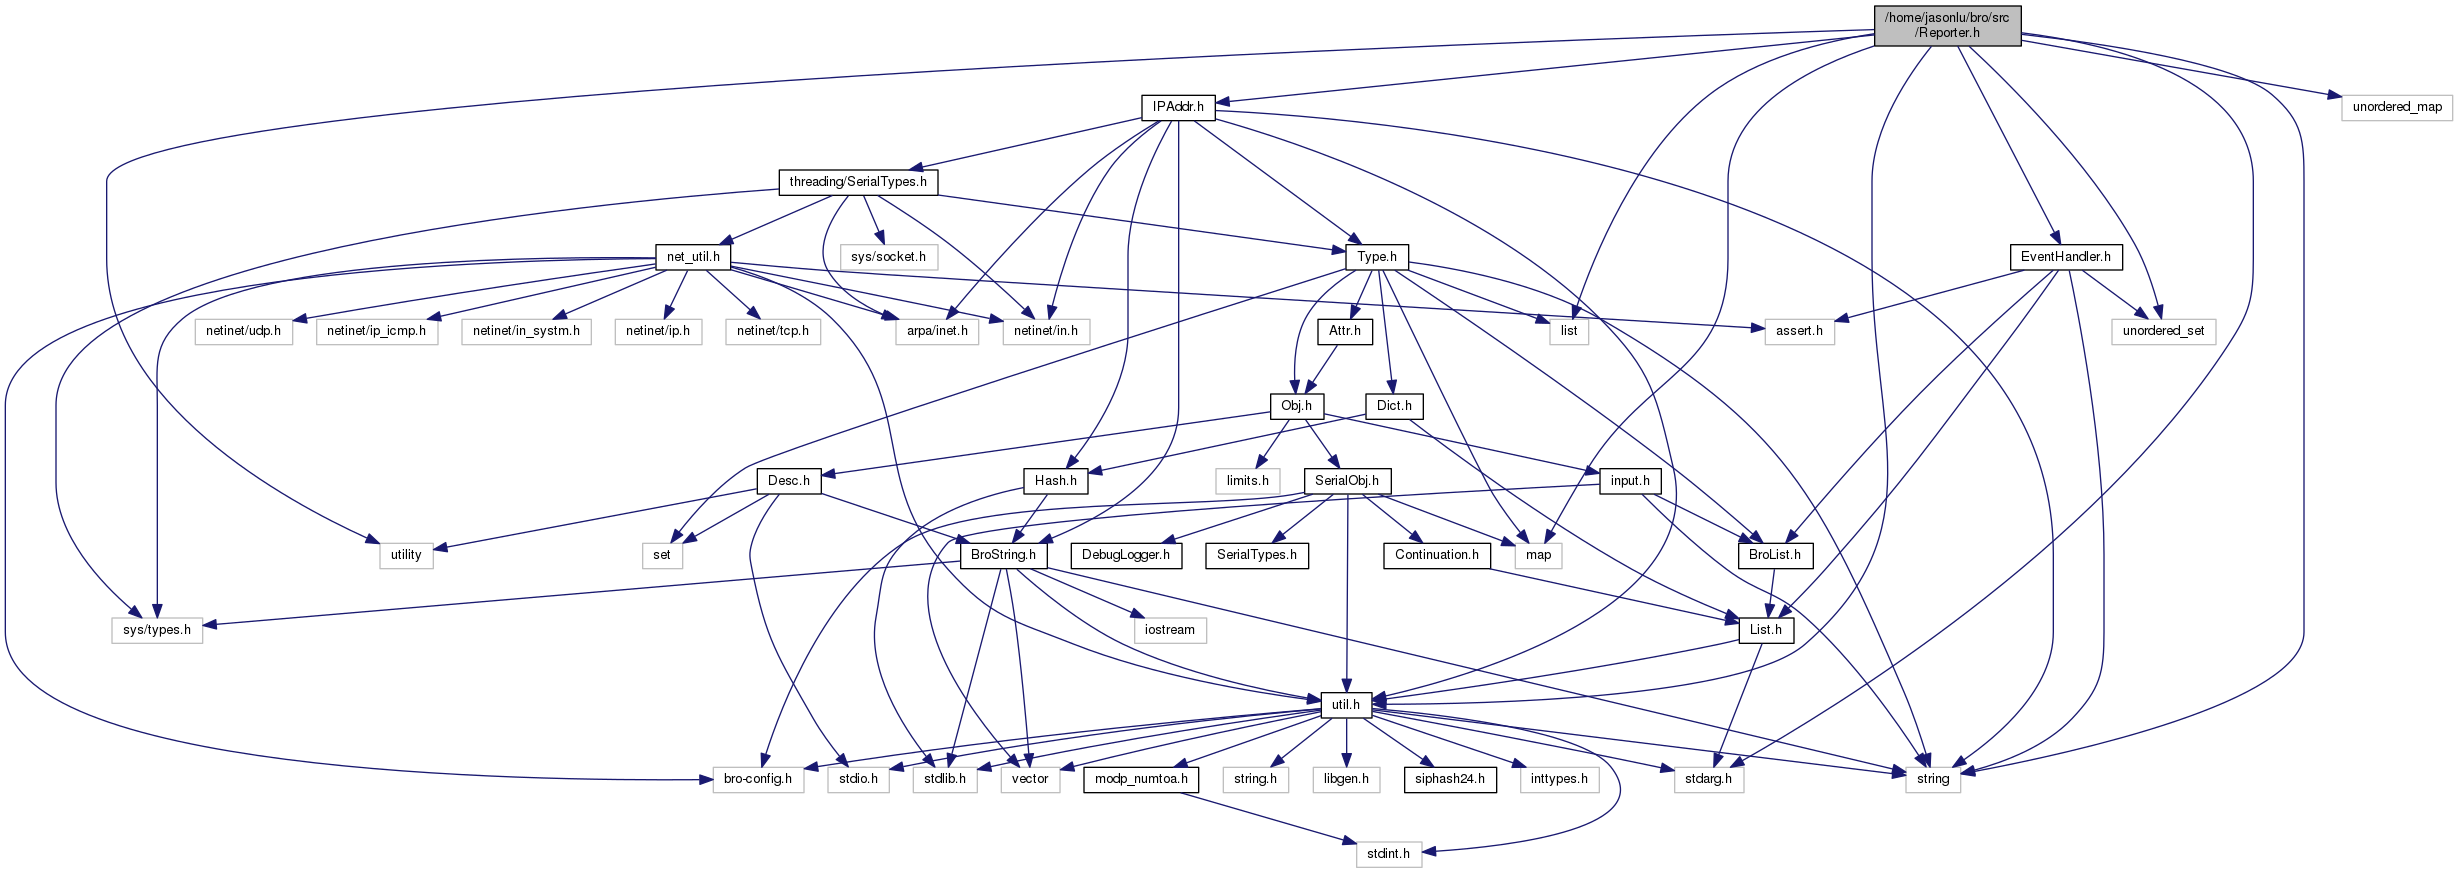 /home/jasonlu/bro/src
/Reporter.h
IPAddr.h
unordered_map
threading/SerialTypes.h
net_util.h
sys/socket.h
Type.h
EventHandler.h
netinet/udp.h
netinet/ip_icmp.h
netinet/in_systm.h
netinet/ip.h
netinet/tcp.h
arpa/inet.h
netinet/in.h
Attr.h
list
assert.h
unordered_set
Obj.h
Dict.h
Desc.h
Hash.h
limits.h
SerialObj.h
input.h
utility
set
BroString.h
DebugLogger.h
SerialTypes.h
Continuation.h
map
BroList.h
sys/types.h
iostream
List.h
util.h
bro-config.h
stdio.h
stdlib.h
vector
modp_numtoa.h
string.h
libgen.h
siphash24.h
inttypes.h
stdarg.h
string
stdint.h